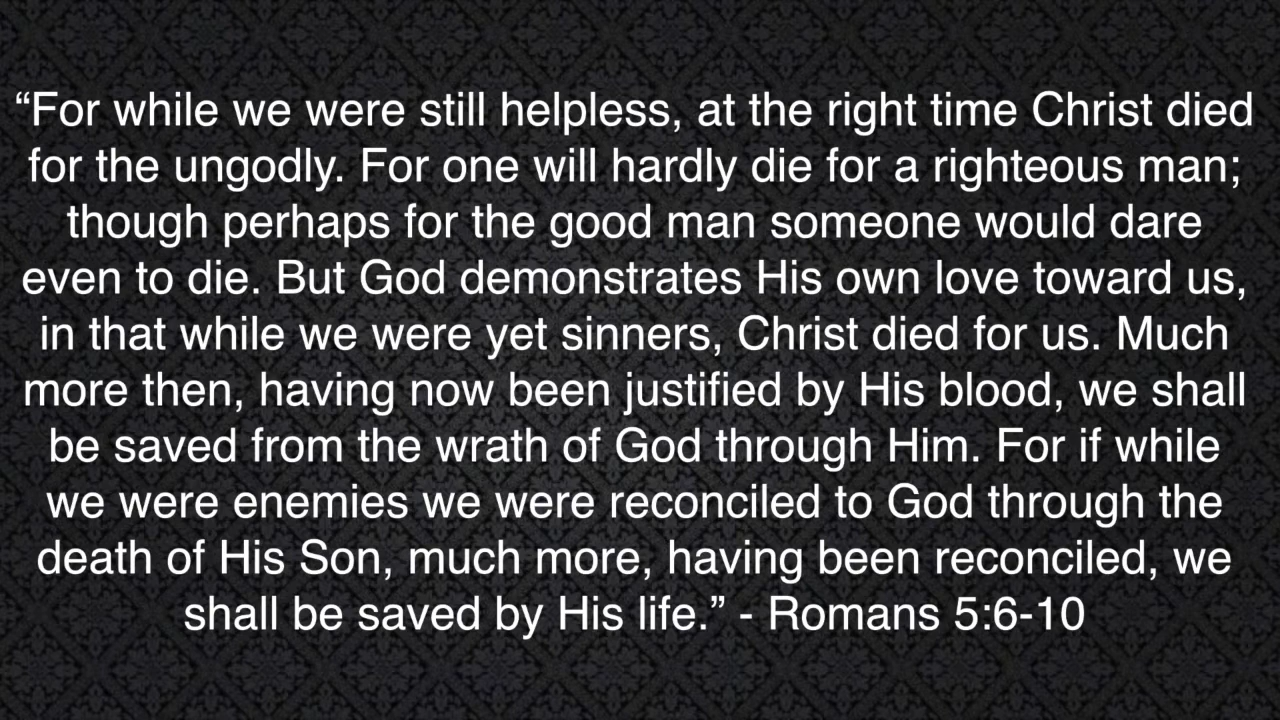 “For while we were still helpless, at the right time Christ died
for the ungodly. For one will hardly die for a righteous man;
though perhaps for the good man someone would dare
even to die. But God demonstrates His own love toward us,
in that while we were yet sinners, Christ died for us. Much
more then, having now been justified by His blood, we shall
be saved from the wrath of God through Him. For if while
we were enemies we were reconciled to God through the
death of His Son, much more, having been reconciled, we
shall be saved by His life.” - Romans 5:6-10